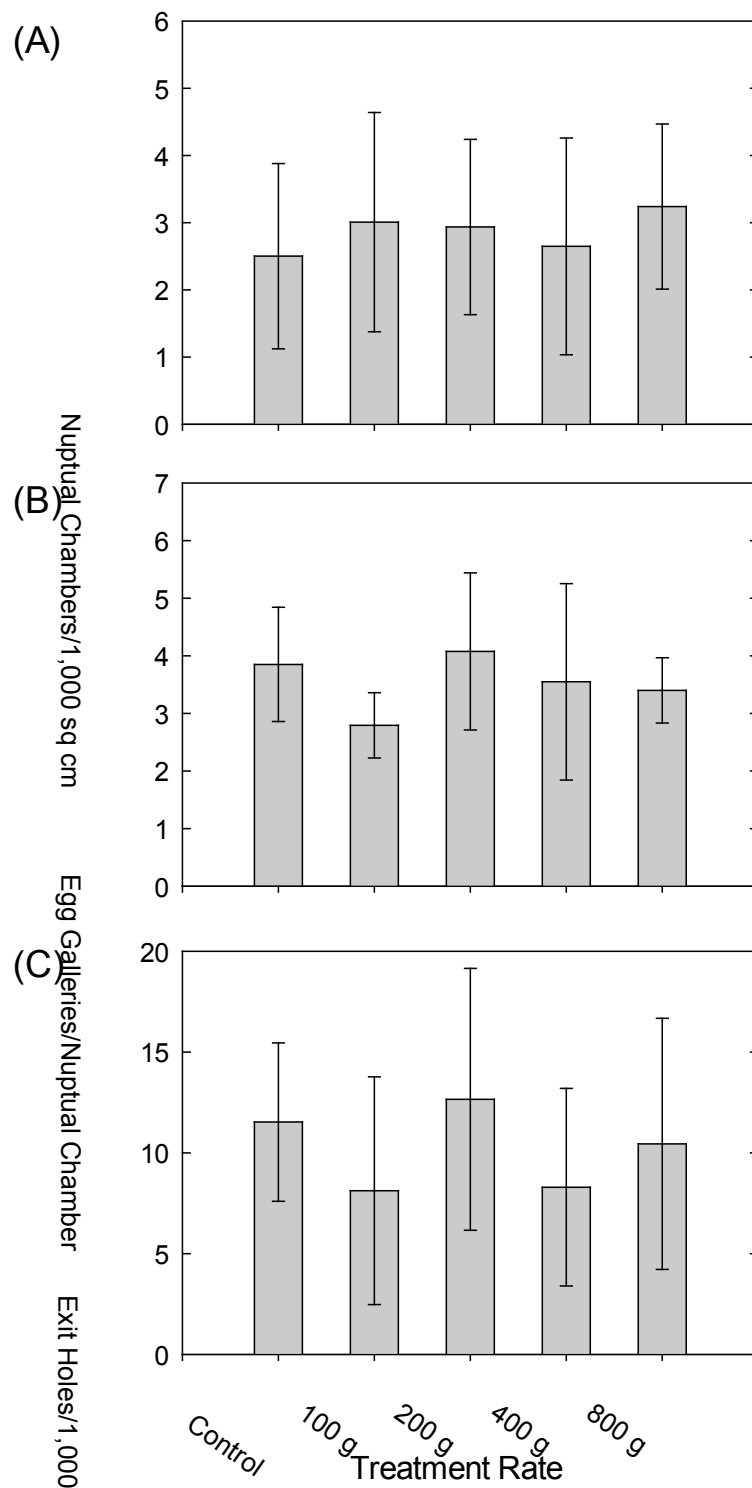 (A)
6
5
4
3
2
1
0
Nuptual Chambers/1,000 sq cm
(B)
7
6
5
4
3
2
1
0
Egg Galleries/Nuptual Chamber
(C)
20
15
10
5
0
Exit Holes/1,000
Control
100 g
200 g
400 g
800 g
Treatment Rate